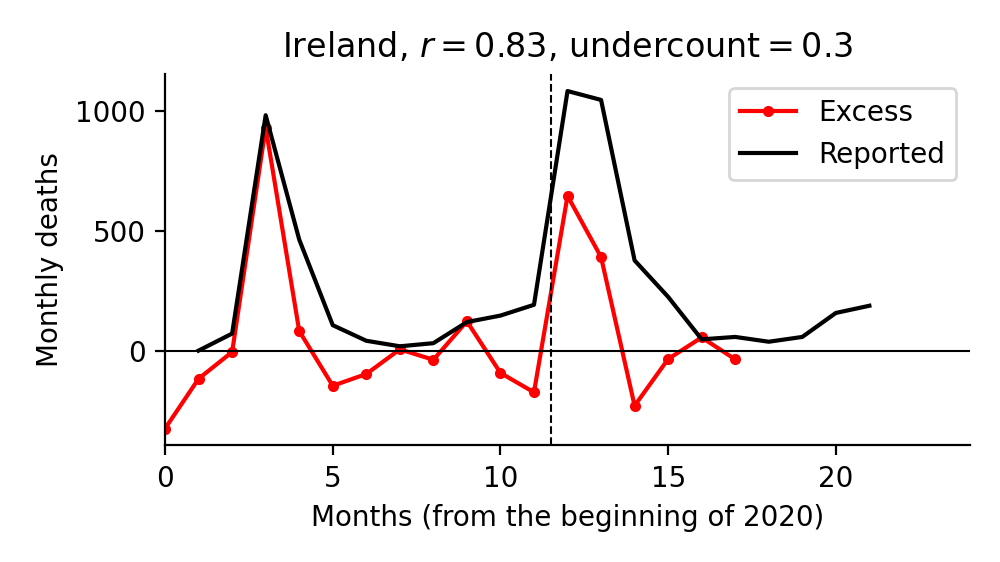 Ireland, r = 0.83, undercount = 0.3
Monthly deaths
1000
500
0
Excess
Reported
0 5 10 15 20
Months (from the beginning of 2020)